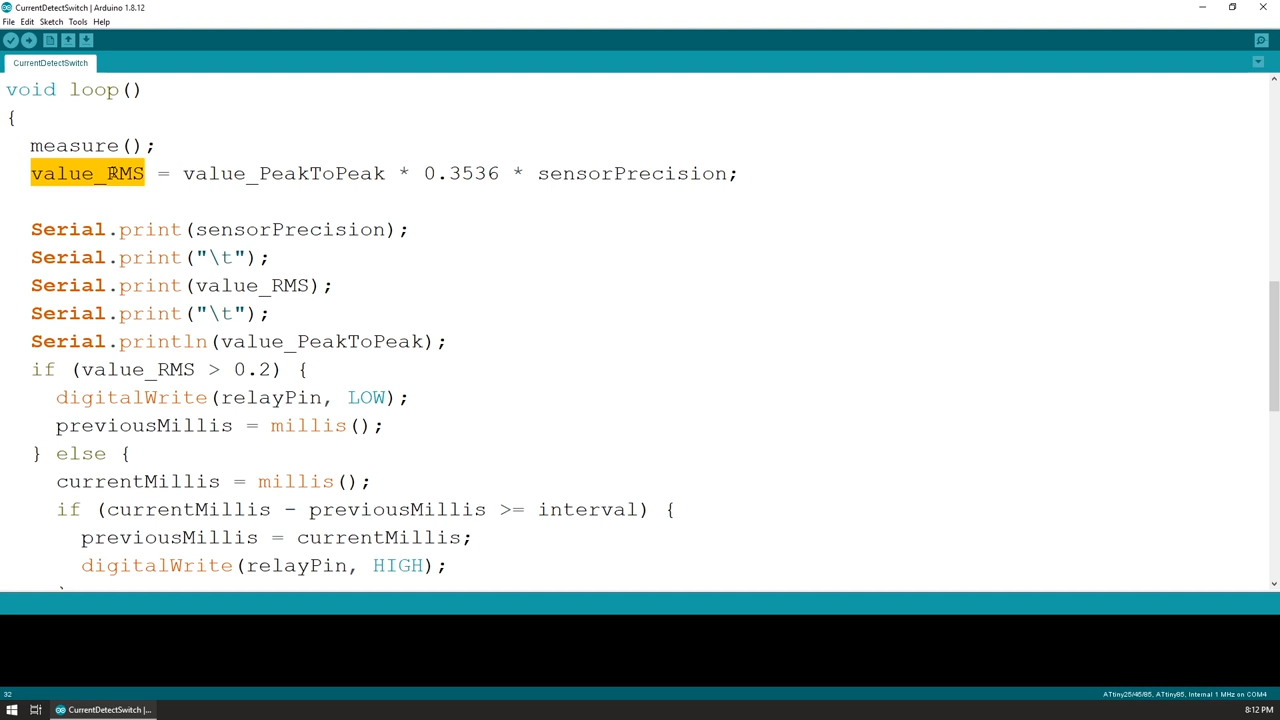 CurrentDetectSwitch | Arduino 1.8.12
File Edit Sketch Tools Help
CurrentDetectSwitch
void loop()
{
measure();
value_RMS = value_PeakToPeak * 0.3536 * sensorPrecision;
Serial.print(sensorPrecision);
Serial.print("\t");
Serial.print(value_RMS);
Serial.print("\t");
Serial.println(value_PeakToPeak);
if (value_RMS > 0.2) {
digitalWrite(relayPin, LOW);
previousMillis = millis();
} else {
currentMillis = millis();
if (currentMillis - previousMillis >= interval) {
previousMillis = currentMillis;
digitalWrite(relayPin, HIGH);
32
ATtiny25/45/85, ATtiny85, Internal 1 MHz on COM4
CurrentDetectSwitch |...
8:12 PM